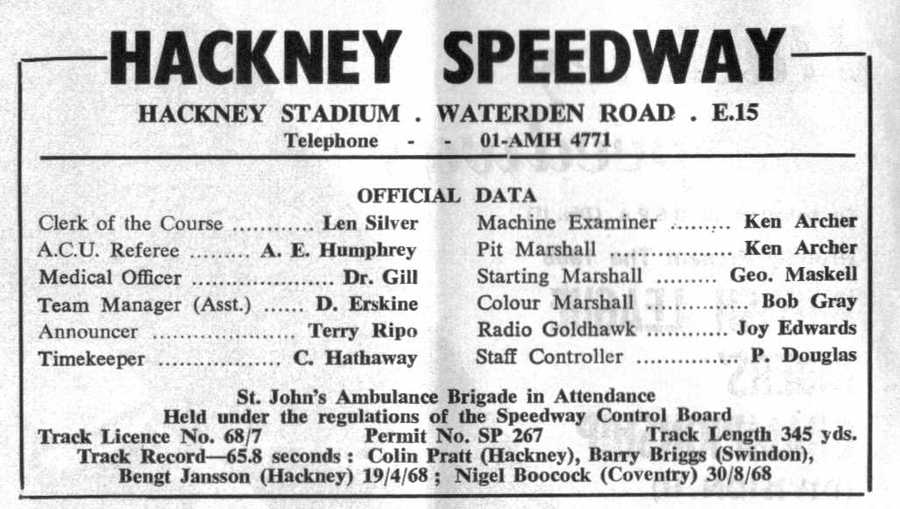 HACKNEY SPEEDWAY
HACKNEY STADIUM . WATERDEN ROAD . E.15
Telephone - - 01-AMH 4771
OFFICIAL DATA
Clerk of the Course ............ Len Silver
A.C.U. Referee ......... A. E. Humphrey
Medical Officer ..................... Dr. Gill
Team Manager (Asst.) ...... D. Erskine
Announcer ..................... Terry Ripo
Timekeeper .................. C. Hathaway
Machine Examiner ......... Ken Archer
Pit Marshall .................. Ken Archer
Starting Marshall ......... Geo. Maskell
Colour Marshall ............ Bob Gray
Radio Goldhawk ............ Joy Edwards
Staff Controller ............... P. Douglas
St. John's Ambulance Brigade in Attendance
Held under the regulations of the Speedway Control Board
Track Licence No. 68/7 Permit No. SP 267 Track Length 345 yds.
Track Record—65.8 seconds : Colin Pratt (Hackney), Barry Briggs (Swindon),
Bengt Jansson (Hackney) 19/4/68 ; Nigel Boocock (Coventry) 30/8/68